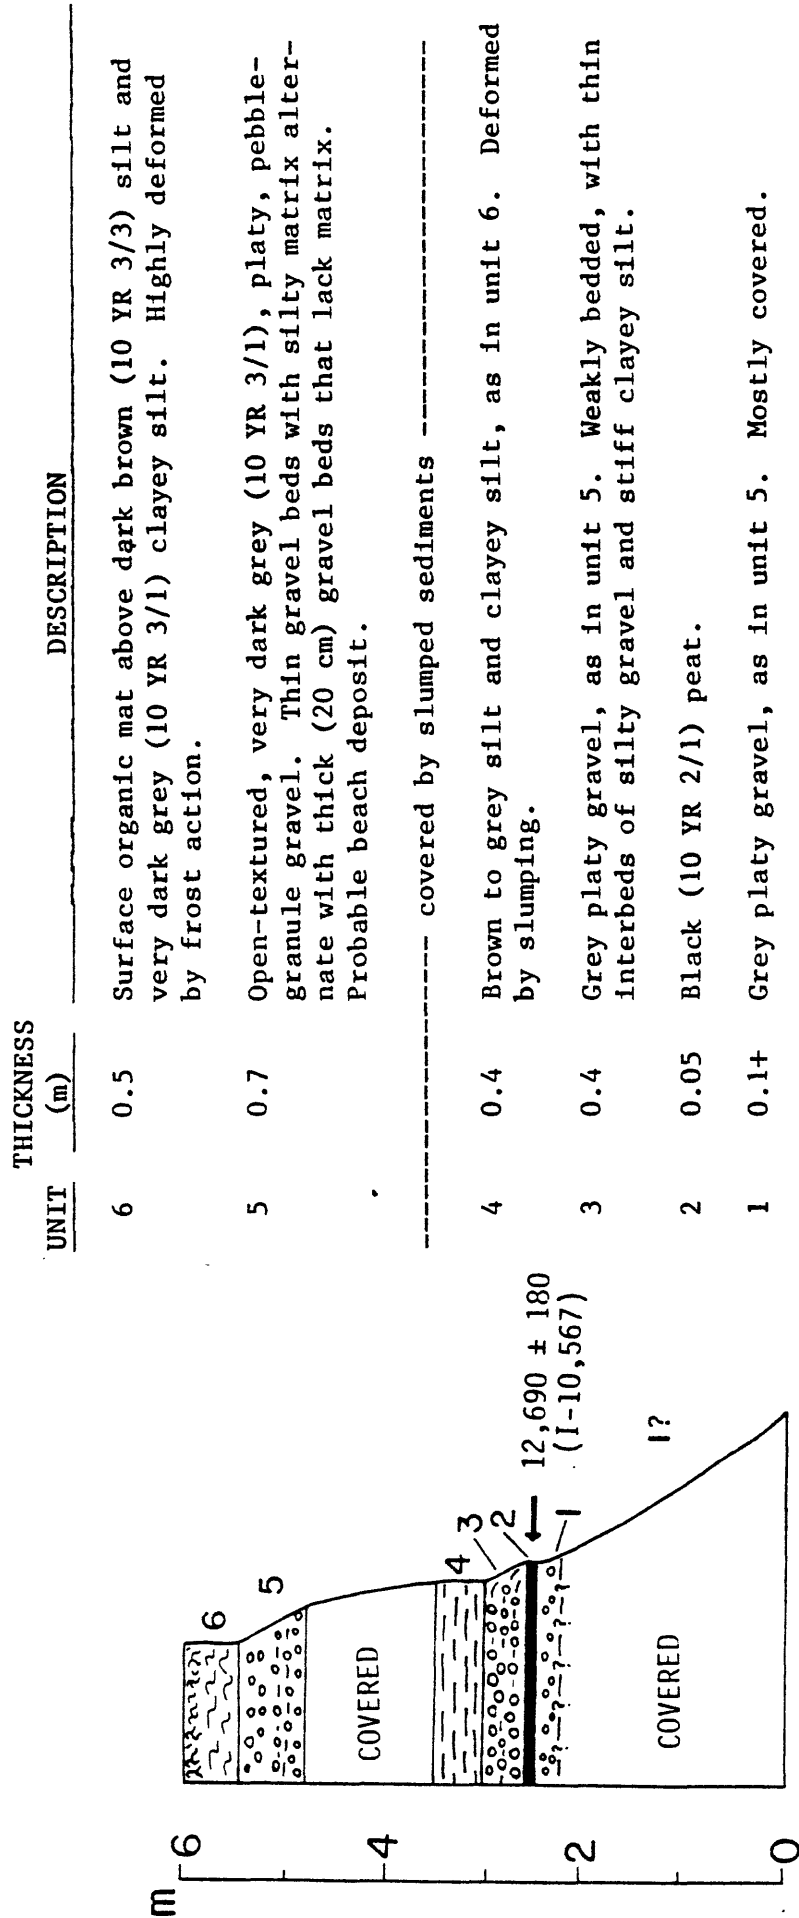 UNIT THICKNESS (m) DESCRIPTION
6 0.5 Surface organic mat above dark brown (10 YR 3/3) silt and
very dark grey (10 YR 3/1) clayey silt. Highly deformed
by frost action.
5 0.7 Open-textured, very dark grey (10 YR 3/1), platy, pebble-
granule gravel. Thin gravel beds with silty matrix alter-
nate with thick (20 cm) gravel beds that lack matrix.
Probable beach deposit.
---------------------- covered by slumped sediments ----------------------
4 0.4 Brown to grey silt and clayey silt, as in unit 6. Deformed
by slumping.
3 0.4 Grey platy gravel, as in unit 5. Weakly bedded, with thin
interbeds of silty gravel and stiff clayey silt.
2 0.05 Black (10 YR 2/1) peat.
1 0.1+ Grey platy gravel, as in unit 5. Mostly covered.
m
6
4
2
0
6
5
COVERED
4
3
2
12,690 ± 180
(I-10,567)
1
?—?—?—?
COVERED
1?